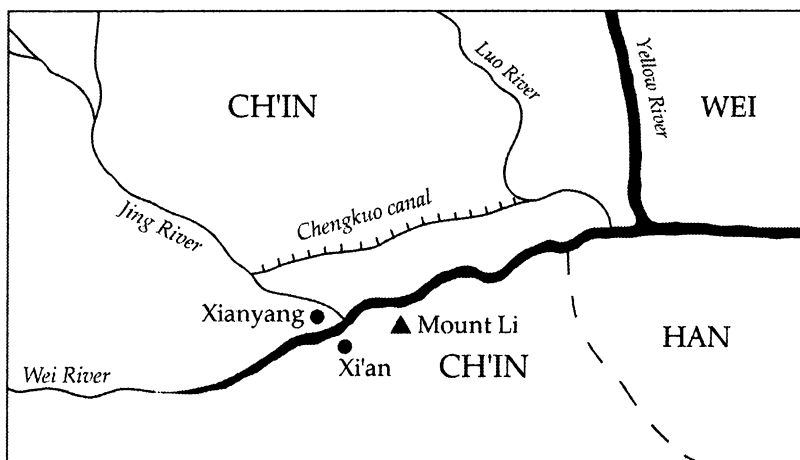 Luo River
Yellow River
CH'IN
WEI
Chengkuo canal
Jing River
Xianyang
Mount Li
HAN
Xi'an
CH'IN
Wei River